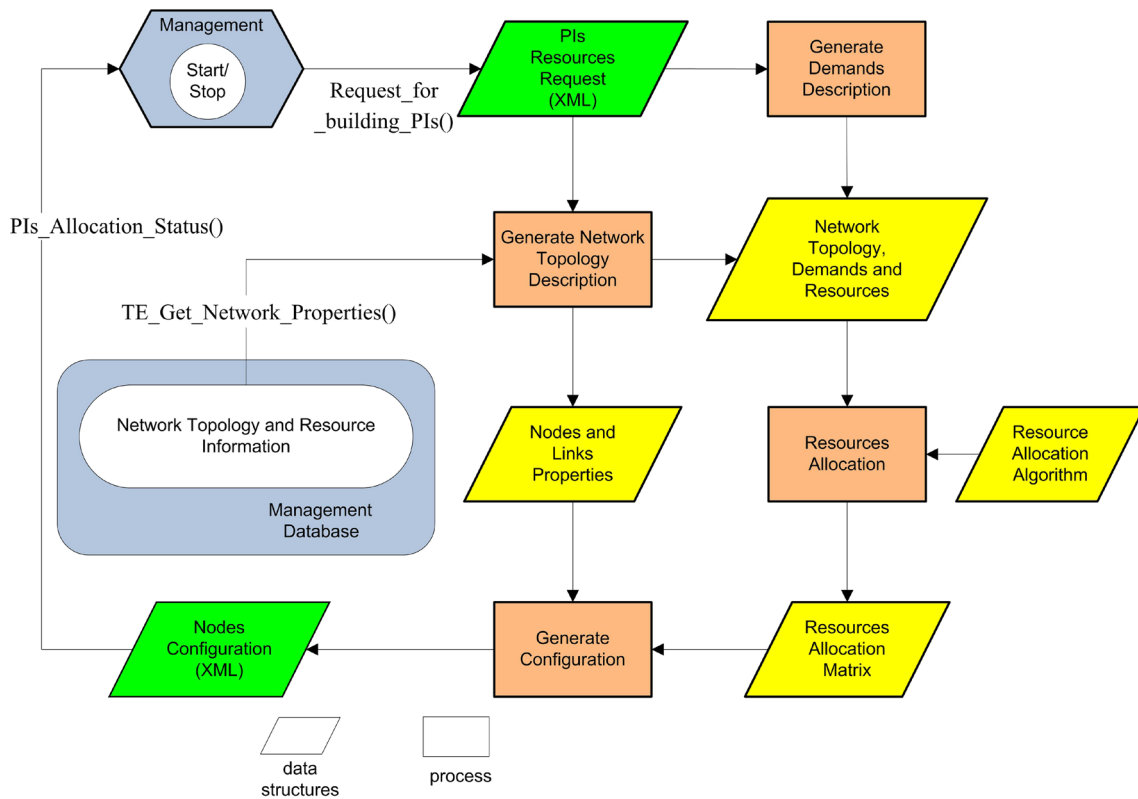 Management
Start/
Stop
Request_for
_building_PIs()
PIs
Resources
Request
(XML)
Generate
Demands
Description
PIs_Allocation_Status()
Generate Network
Topology
Description
Network
Topology,
Demands and
Resources
TE_Get_Network_Properties()
Network Topology and Resource
Information
Management
Database
Nodes and
Links
Properties
Resources
Allocation
Resource
Allocation
Algorithm
Nodes
Configuration
(XML)
Generate
Configuration
Resources
Allocation
Matrix
data
structures
process